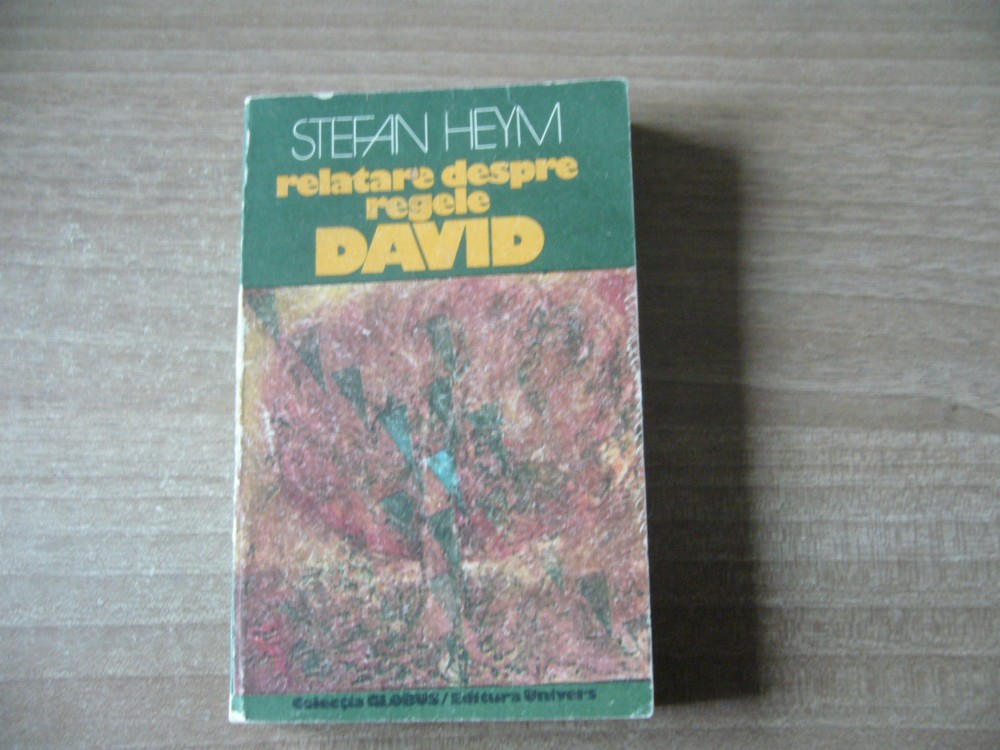 STEFAN HEYM
relatare despre
regele
DAVID
Colecția GLOBUS/Editura Univers